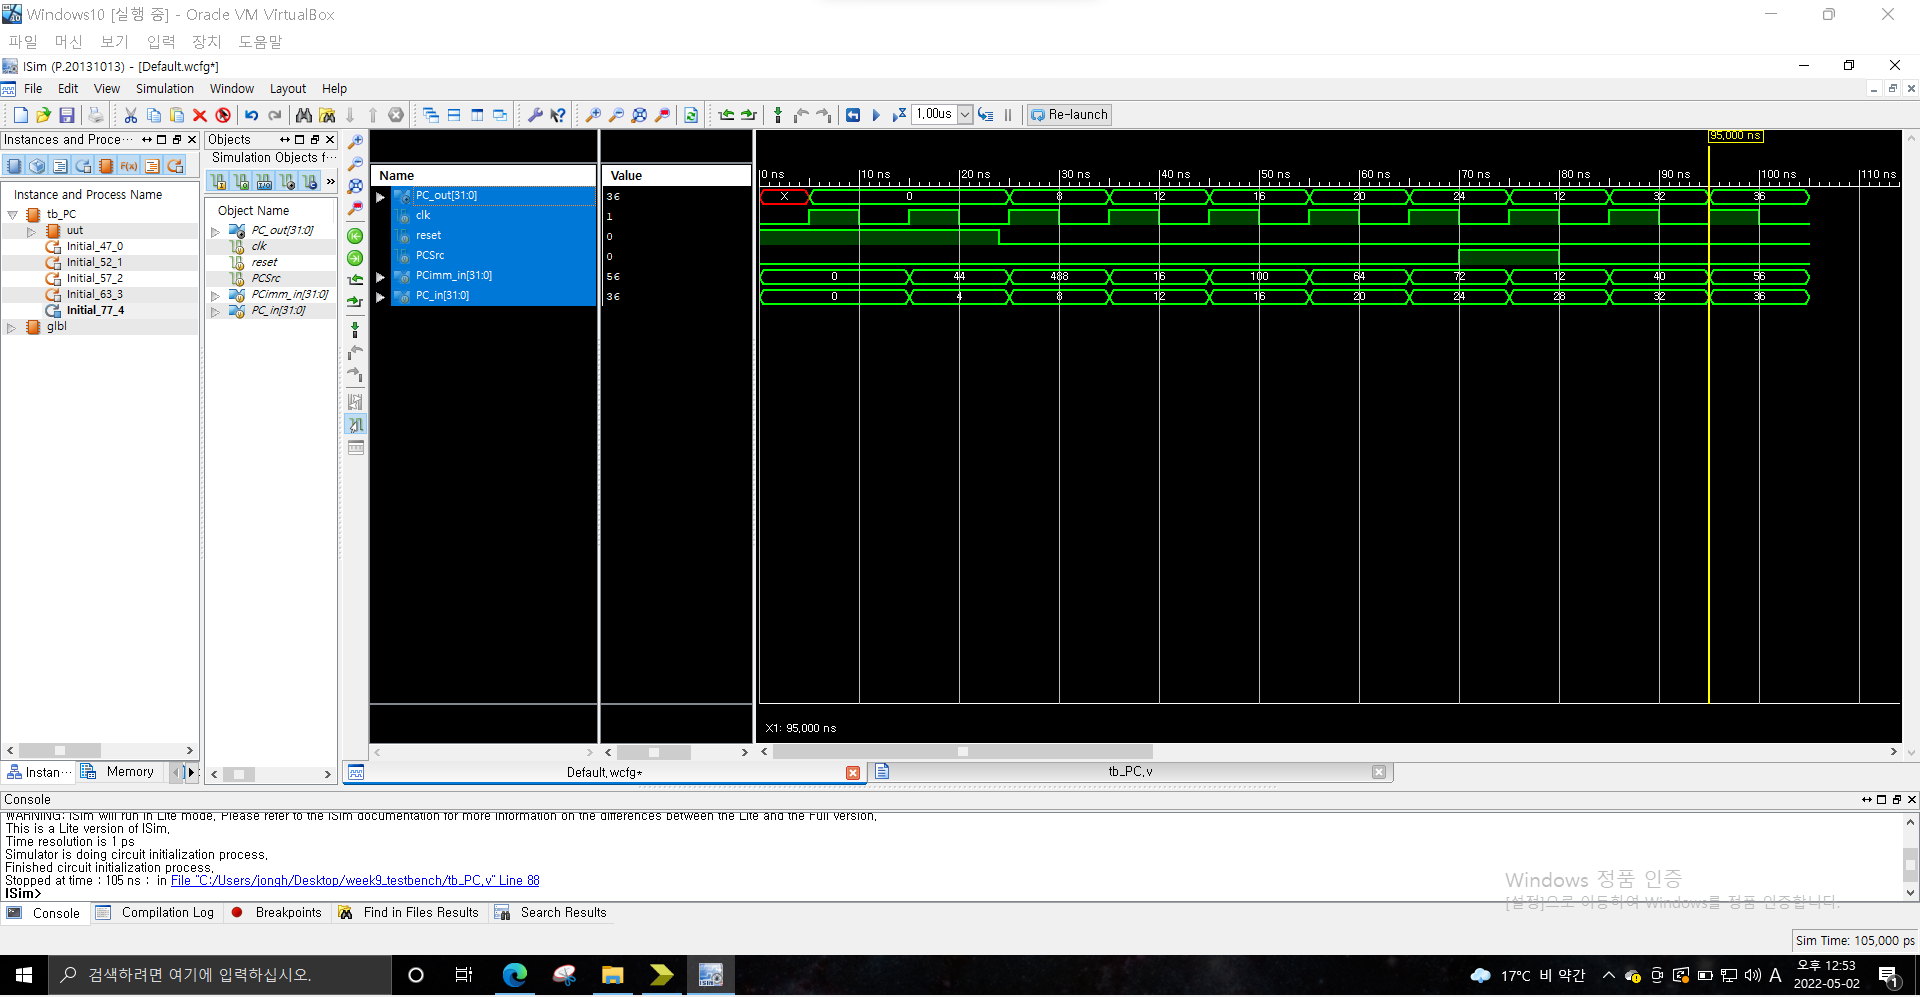 Windows10 [실행 중] - Oracle VM VirtualBox
파일 머신 보기 입력 장치 도움말
ISim (P.20131013) - [Default.wcfg*]
File Edit View Simulation Window Layout Help
1.00us Re-launch
Instances and Proce···
Instance and Process Name
tb_PC
uut
Initial_47_0
Initial_52_1
Initial_57_2
Initial_63_3
Initial_77_4
glbl
Instan···
Memory
Objects
Simulation Objects f···
Object Name
PC_out[31:0]
clk
reset
PCSrc
PCimm_in[31:0]
PC_in[31:0]
Name Value
PC_out[31:0] 36
clk 1
reset 0
PCSrc 0
PCimm_in[31:0] 56
PC_in[31:0] 36
95,000 ns
0 ns 10 ns 20 ns 30 ns 40 ns 50 ns 60 ns 70 ns 80 ns 90 ns 100 ns 110 ns
X 0 8 12 16 20 24 12 32 36
0 44 488 16 100 64 72 12 40 56
0 4 8 12 16 20 24 28 32 36
X1: 95,000 ns
Default.wcfg*
tb_PC.v
Console
WARNING: ISim will run in Lite mode. Please refer to the ISim documentation for more information on the differences between the Lite and the Full version.
This is a Lite version of ISim.
Time resolution is 1 ps
Simulator is doing circuit initialization process.
Finished circuit initialization process.
Stopped at time : 105 ns : in File "C:/Users/jongh/Desktop/week9_testbench/tb_PC.v" Line 88
ISim>
Windows 정품 인증
[설정]으로 이동하여 Windows를 정품 인증합니다.
Console Compilation Log Breakpoints Find in Files Results Search Results
Sim Time: 105,000 ps
검색하려면 여기에 입력하십시오.
17°C 비 약간
A
오후 12:53
2022-05-02
1